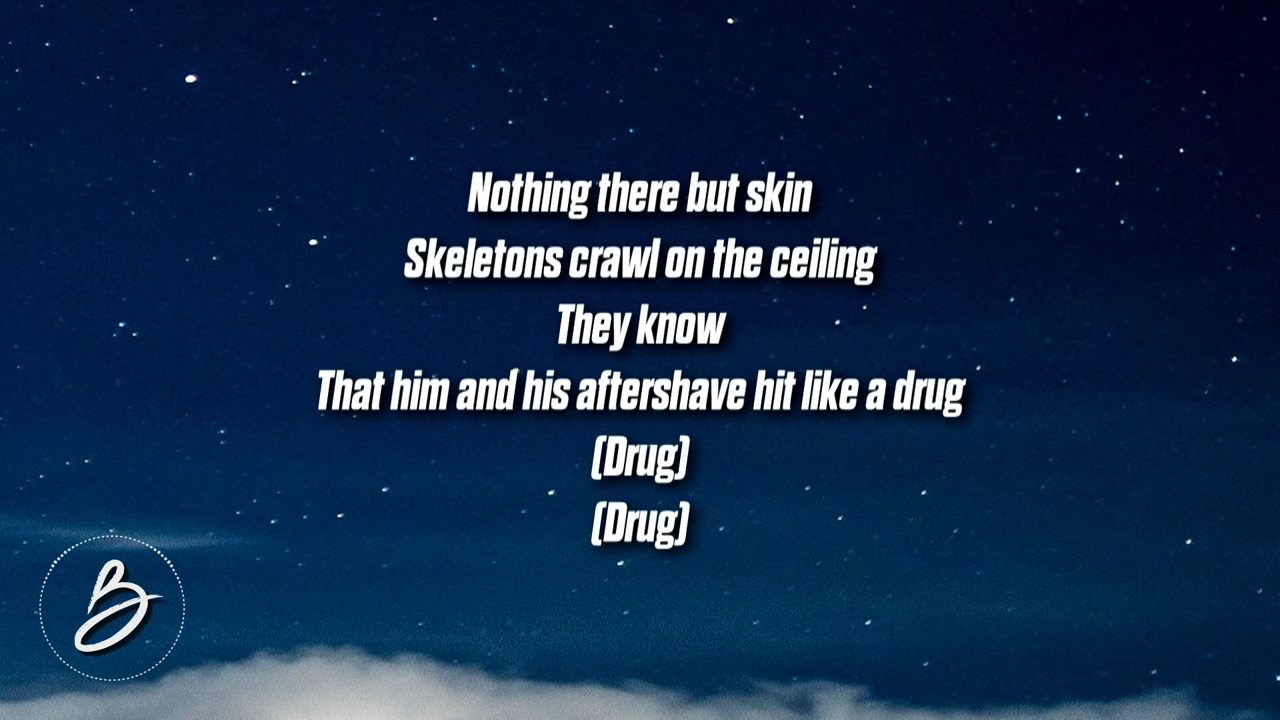 Nothing there but skin
Skeletons crawl on the ceiling
They know
That him and his aftershave hit like a drug
(Drug)
(Drug)
B